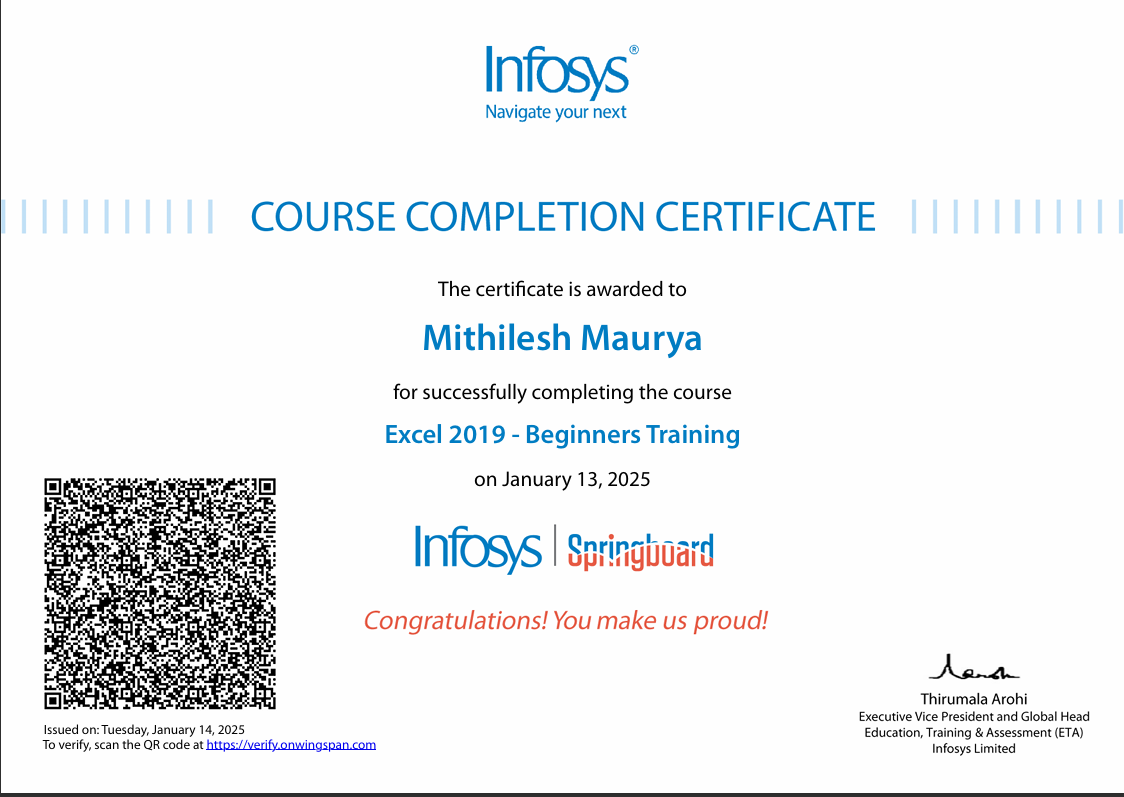 Infosys®
Navigate your next
COURSE COMPLETION CERTIFICATE
The certificate is awarded to
Mithilesh Maurya
for successfully completing the course
Excel 2019 - Beginners Training
on January 13, 2025
Infosys | Springboard
Congratulations! You make us proud!
Issued on: Tuesday, January 14, 2025
To verify, scan the QR code at https://verify.onwingspan.com
Thirumala Arohi
Executive Vice President and Global Head
Education, Training & Assessment (ETA)
Infosys Limited